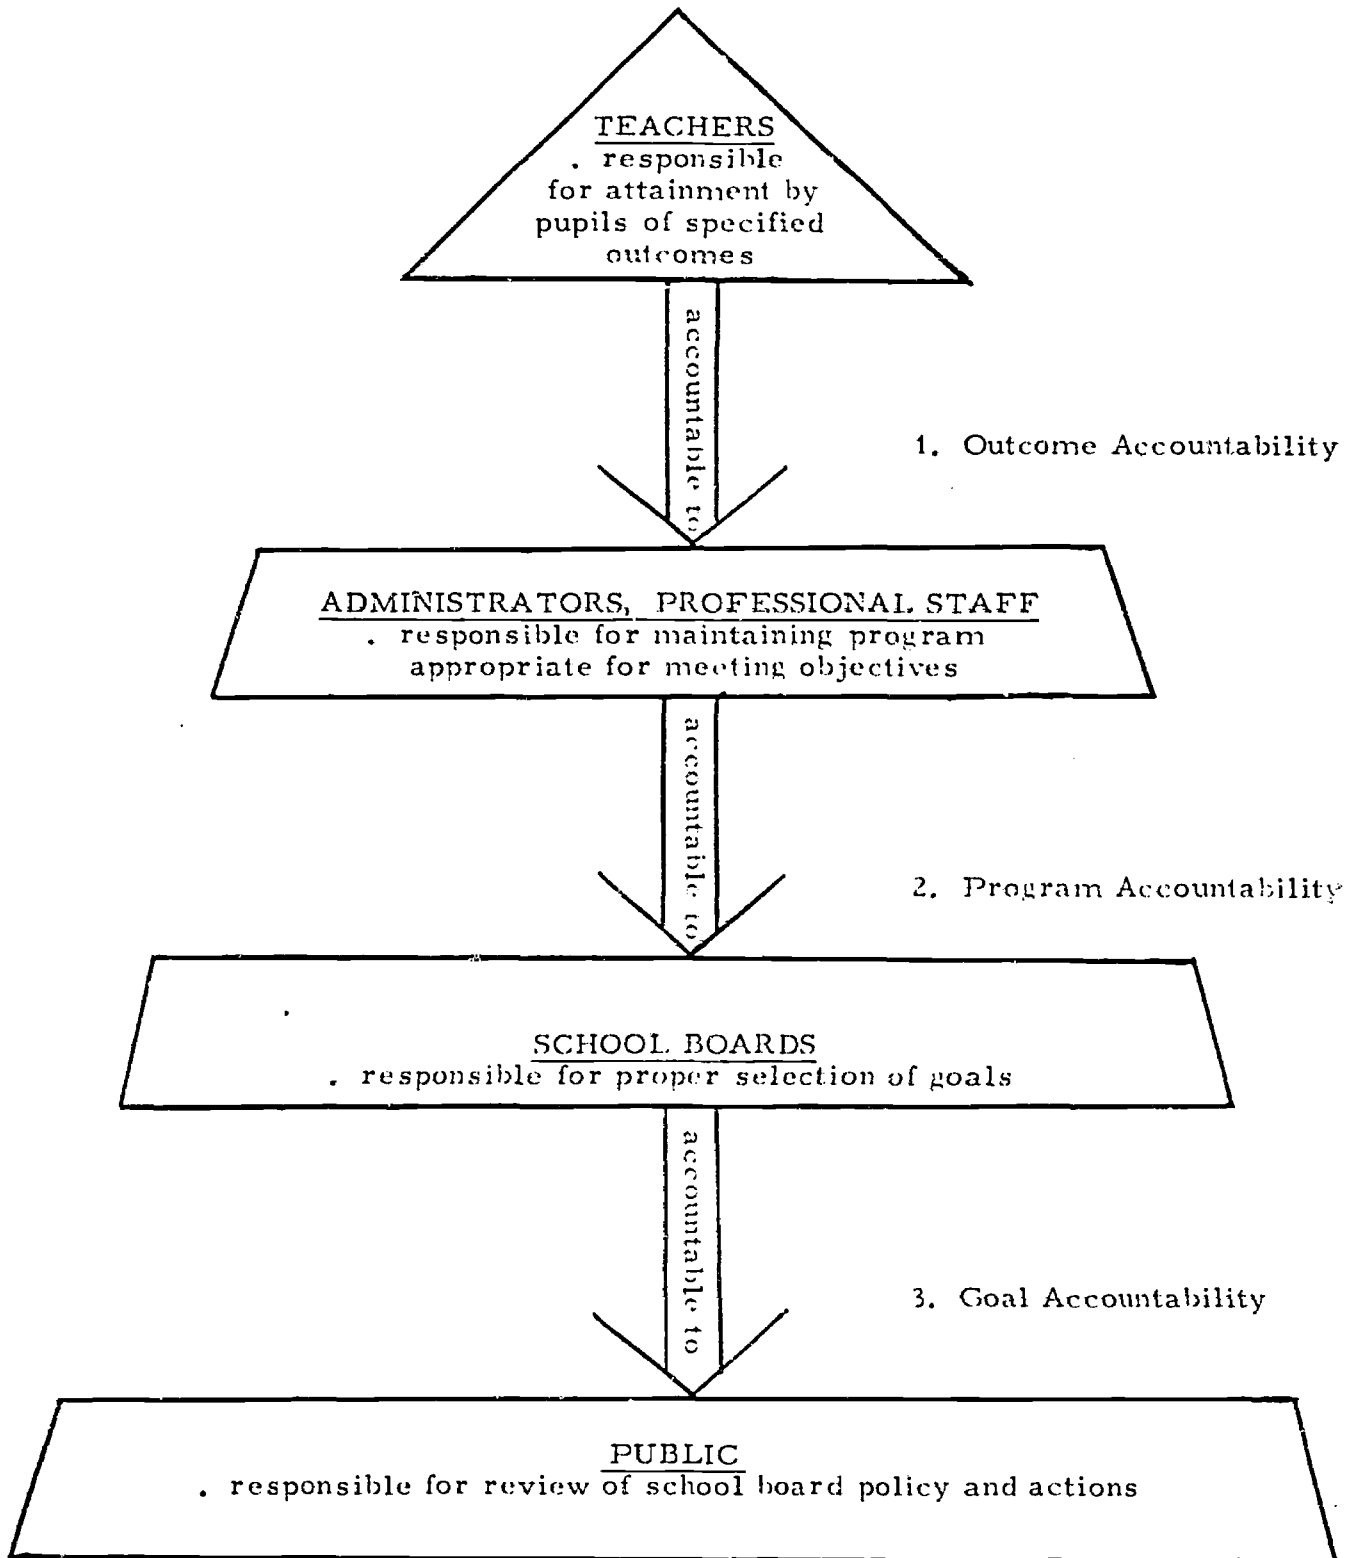 TEACHERS
. responsible
for attainment by
pupils of specified
outcomes
accountable to
1. Outcome Accountability
ADMINISTRATORS, PROFESSIONAL STAFF
. responsible for maintaining program
appropriate for meeting objectives
accountable to
2. Program Accountability
SCHOOL BOARDS
. responsible for proper selection of goals
accountable to
3. Goal Accountability
PUBLIC
. responsible for review of school board policy and actions